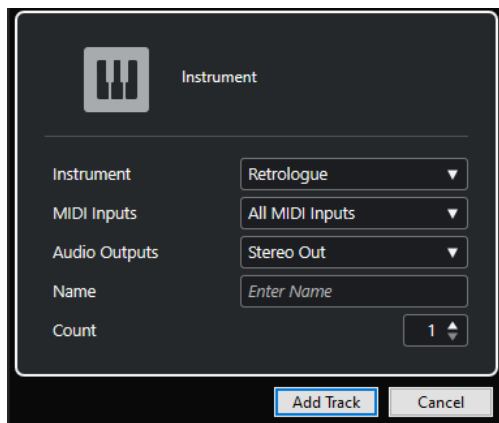 Instrument
Instrument Retrologue
MIDI Inputs All MIDI Inputs
Audio Outputs Stereo Out
Name Enter Name
Count 1
Add Track Cancel